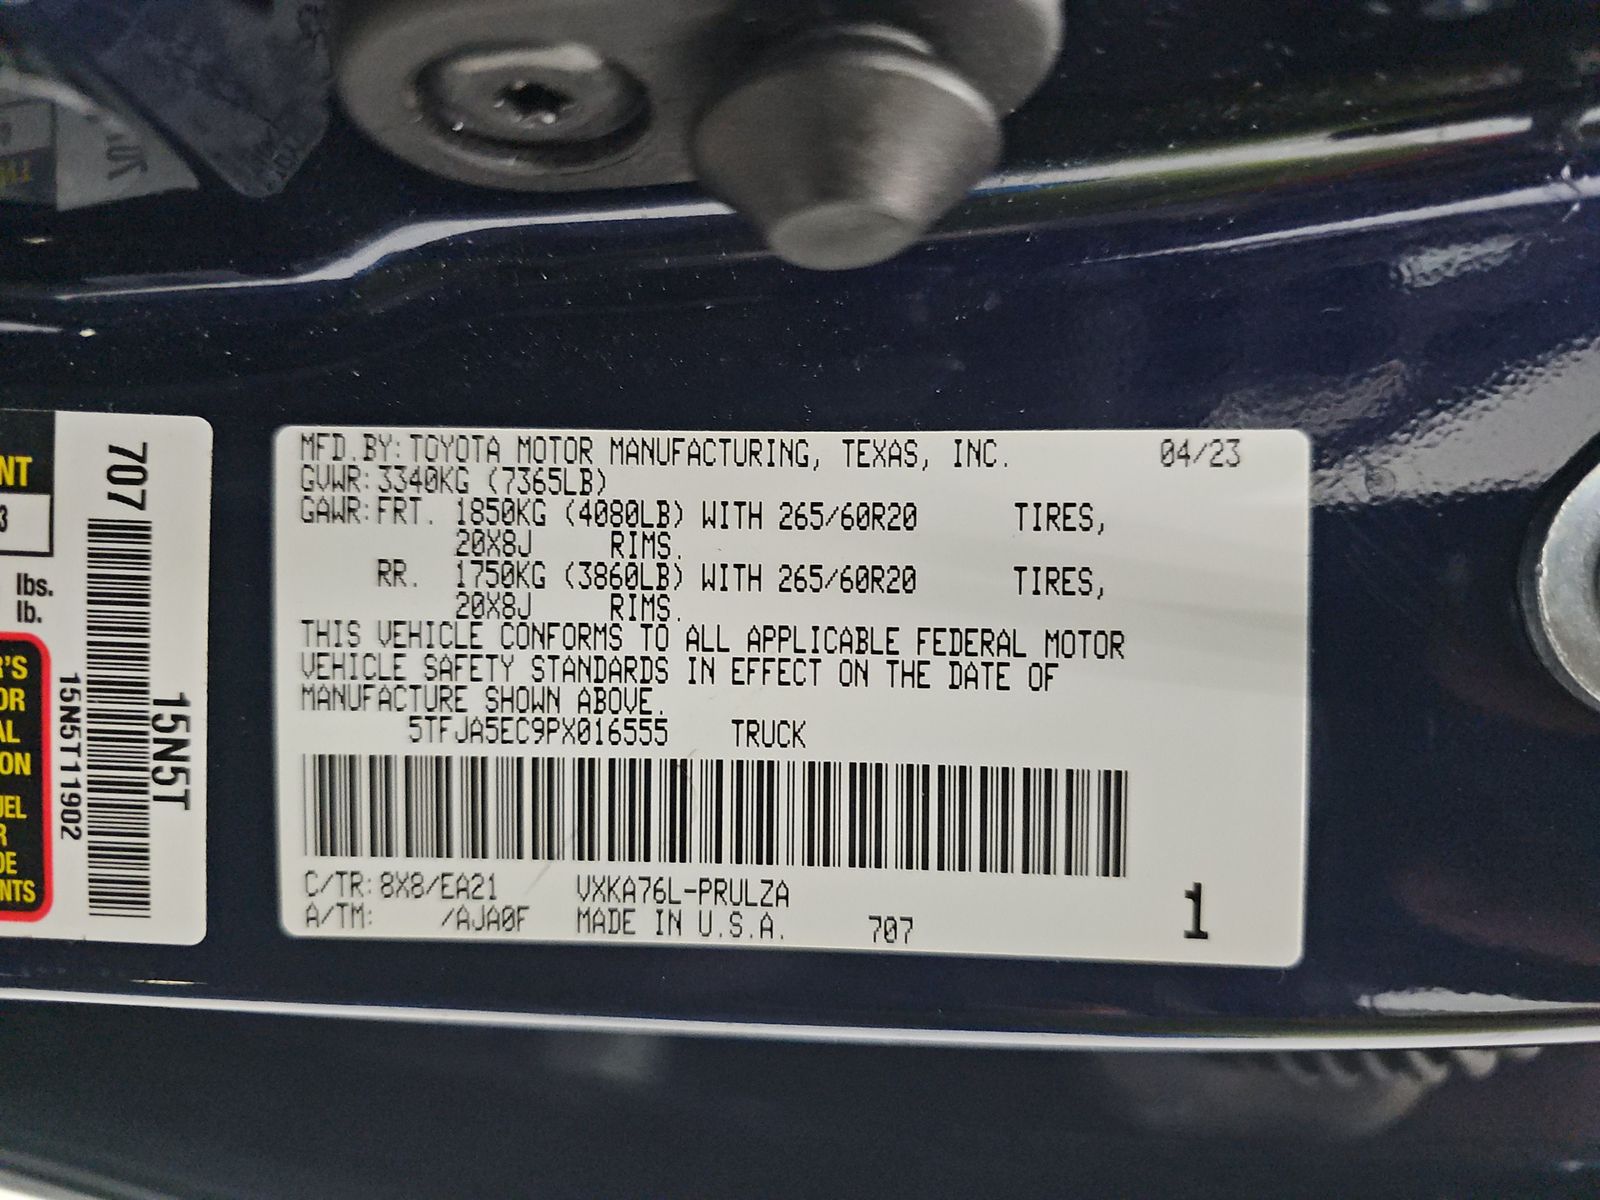 MFD.BY:TOYOTA MOTOR MANUFACTURING, TEXAS, INC. 04/23
GVWR:3340KG (7365LB)
GAWR:FRT. 1850KG (4080LB) WITH 265/60R20 TIRES,
20X8J RIMS.
RR. 1750KG (3860LB) WITH 265/60R20 TIRES,
20X8J RIMS.
THIS VEHICLE CONFORMS TO ALL APPLICABLE FEDERAL MOTOR
VEHICLE SAFETY STANDARDS IN EFFECT ON THE DATE OF
MANUFACTURE SHOWN ABOVE.
5TFJA5EC9PX016555 TRUCK
C/TR:8X8/EA21 VXKA76L-PRULZA
A/TM: /AJA0F MADE IN U.S.A. 707
1
707
15N5T
15N5T11902
3
lbs.
lb.